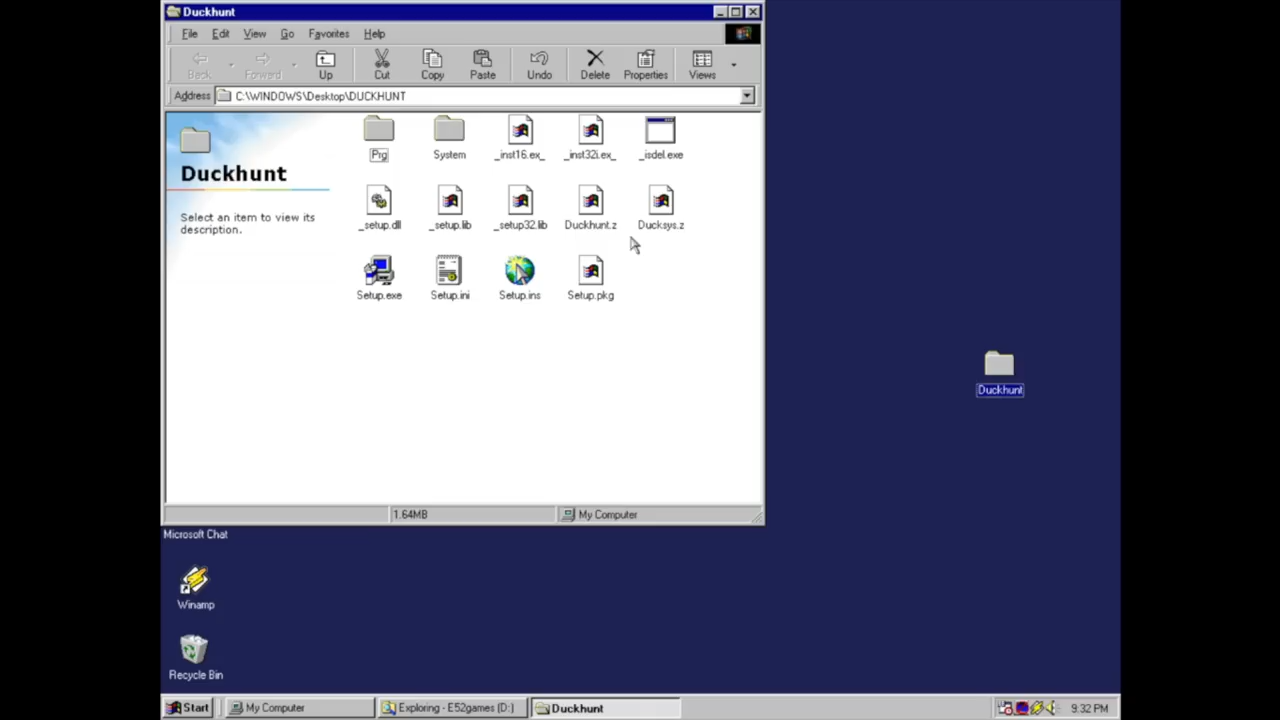 Duckhunt
File Edit View Go Favorites Help
Back Forward Up Cut Copy Paste Undo Delete Properties Views
Address C:\WINDOWS\Desktop\DUCKHUNT
Duckhunt
Select an item to view its
description.
Prg System _inst16.ex_ _inst32i.ex_ _isdel.exe
_setup.dll _setup.lib _setup32.lib Duckhunt.z Ducksys.z
Setup.exe Setup.ini Setup.ins Setup.pkg
Duckhunt
1.64MB My Computer
Microsoft Chat
Winamp
Recycle Bin
Start My Computer Exploring - E52games (D:) Duckhunt 9:32 PM